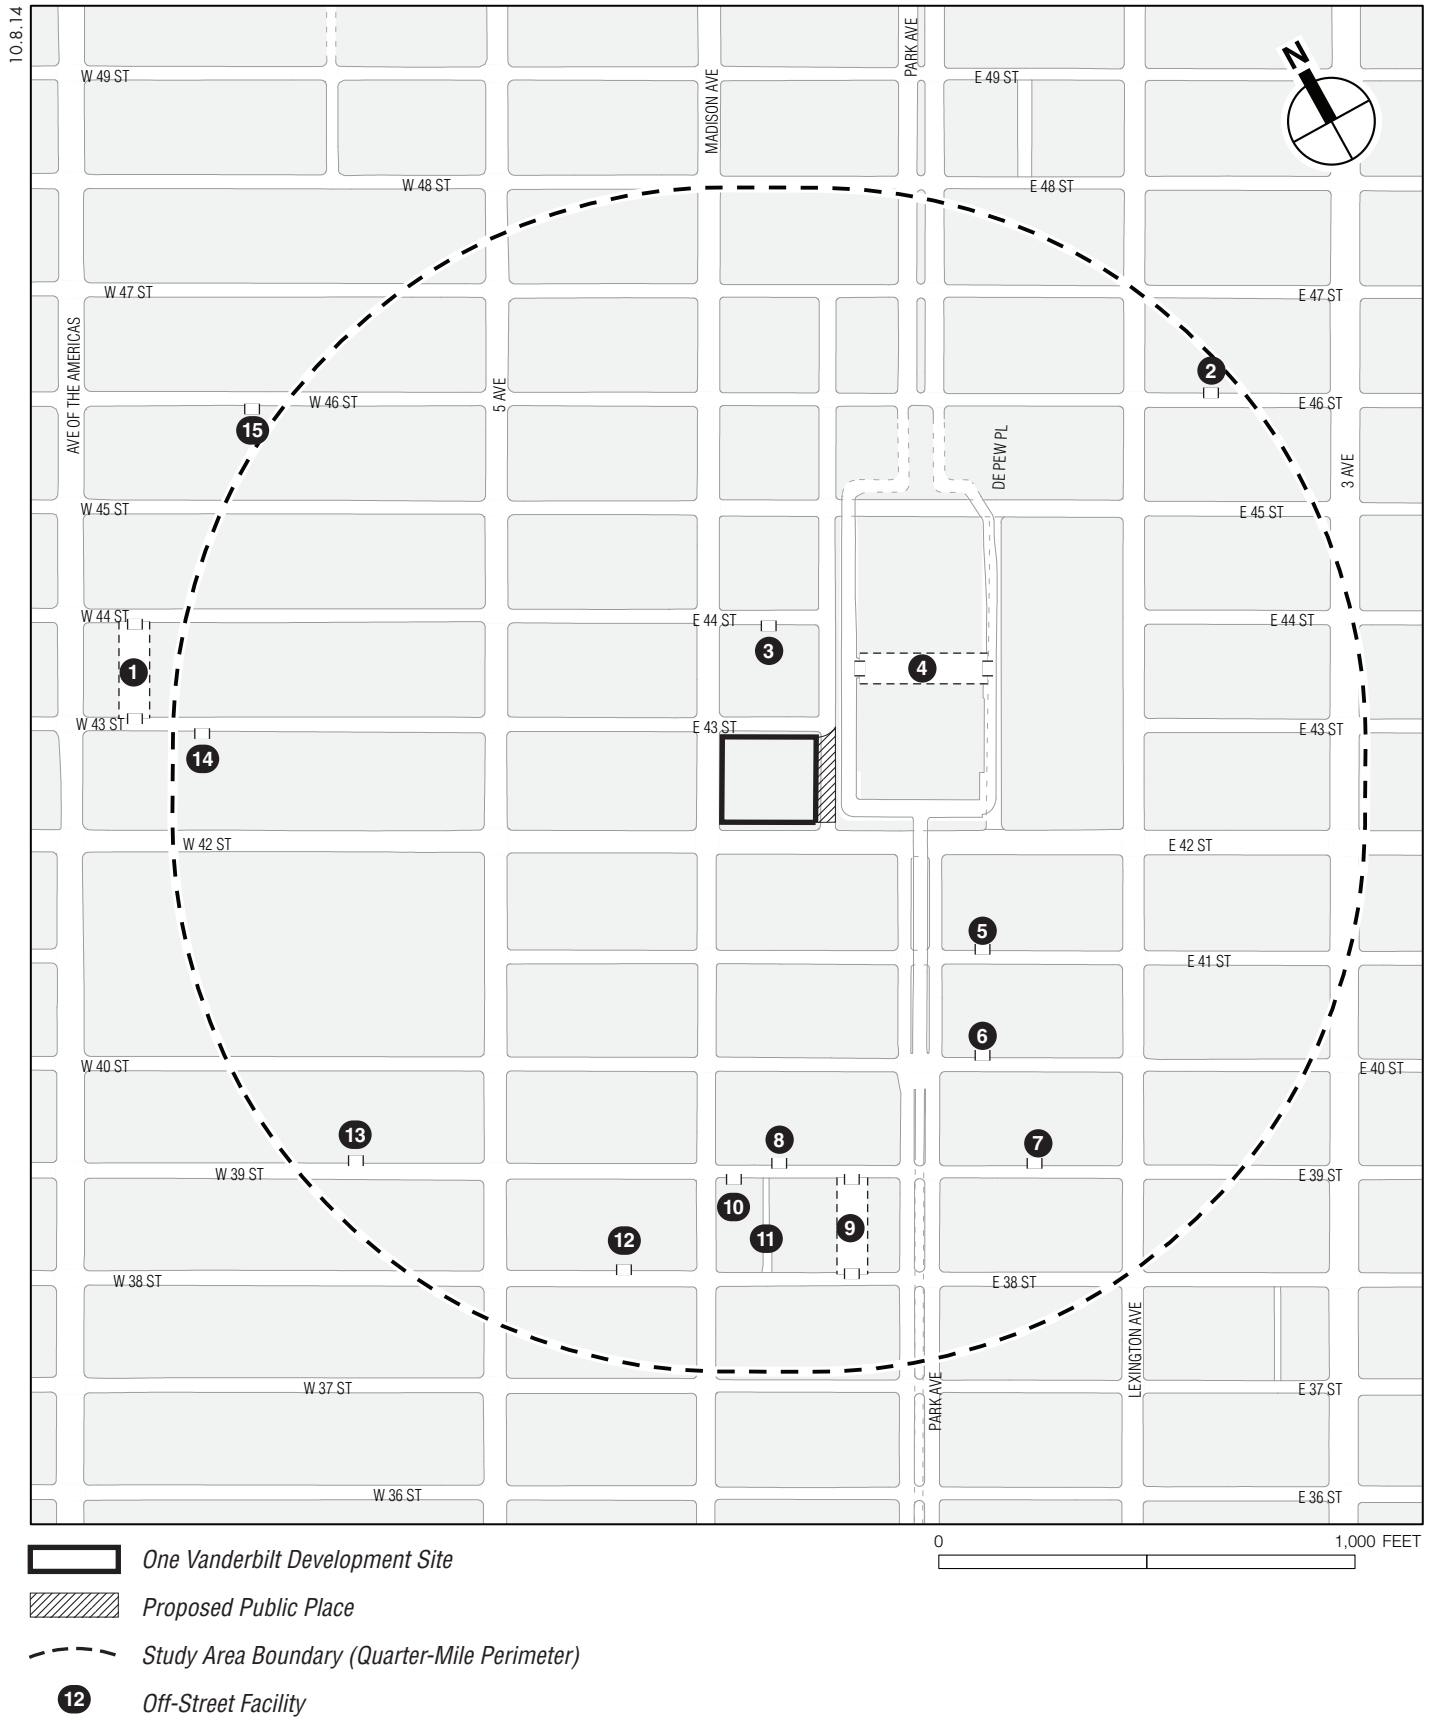 10.8.14
PARK AVE
N
W 49 ST
E 49 ST
MADISON AVE
W 48 ST
E 48 ST
W 47 ST
E 47 ST
AVE OF THE AMERICAS
2
5 AVE
W 46 ST
E 46 ST
15
DE PEW PL
3 AVE
W 45 ST
E 45 ST
W 44 ST
E 44 ST
E 44 ST
3
1
4
W 43 ST
E 43 ST
E 43 ST
14
W 42 ST
E 42 ST
5
E 41 ST
6
W 40 ST
E 40 ST
13
8
7
W 39 ST
E 39 ST
10
9
12
11
W 38 ST
E 38 ST
LEXINGTON AVE
W 37 ST
PARK AVE
E 37 ST
W 36 ST
E 36 ST
0 1,000 FEET
One Vanderbilt Development Site
Proposed Public Place
Study Area Boundary (Quarter-Mile Perimeter)
12 Off-Street Facility